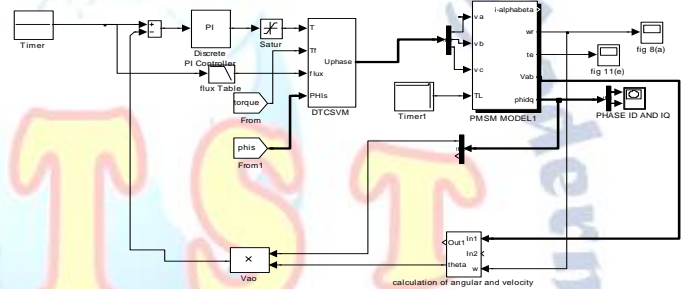 Timer
PI
Discrete
PI Controller
Satur
flux Table
torque
From
phis
From1
T
Tf
flux
PHIs
Uphase
DTCSVM
Timer1
va
vb
vc
TL
i-alphabeta
wr
te
Vab
phidq
PMSM MODEL1
fig 8(a)
fig 11(e)
PHASE ID AND IQ
×
Vao
Out1
theta
In1
In2
w
calculation of angular and velocity
TST